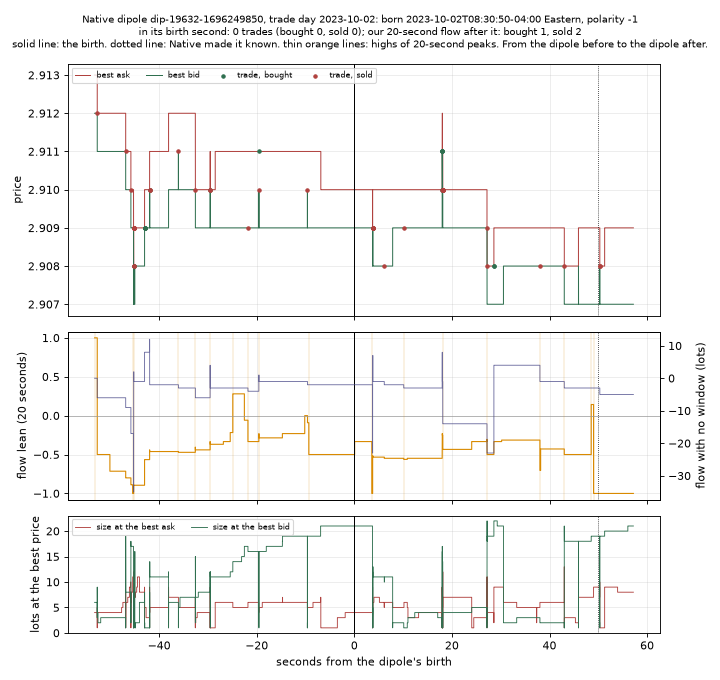 Native dipole dip-19632-1696249850, trade day 2023-10-02: born 2023-10-02T08:30:50-04:00 Eastern, polarity -1
in its birth second: 0 trades (bought 0, sold 0); our 20-second flow after it: bought 1, sold 2
solid line: the birth. dotted line: Native made it known. thin orange lines: highs of 20-second peaks. From the dipole before to the dipole after.
best ask
best bid
trade, bought
trade, sold
price
2.913
2.912
2.911
2.910
2.909
2.908
2.907
flow lean (20 seconds)
1.0
0.5
0.0
−0.5
−1.0
flow with no window (lots)
10
0
−10
−20
−30
size at the best ask
size at the best bid
lots at the best price
20
15
10
5
0
−40
−20
0
20
40
60
seconds from the dipole's birth